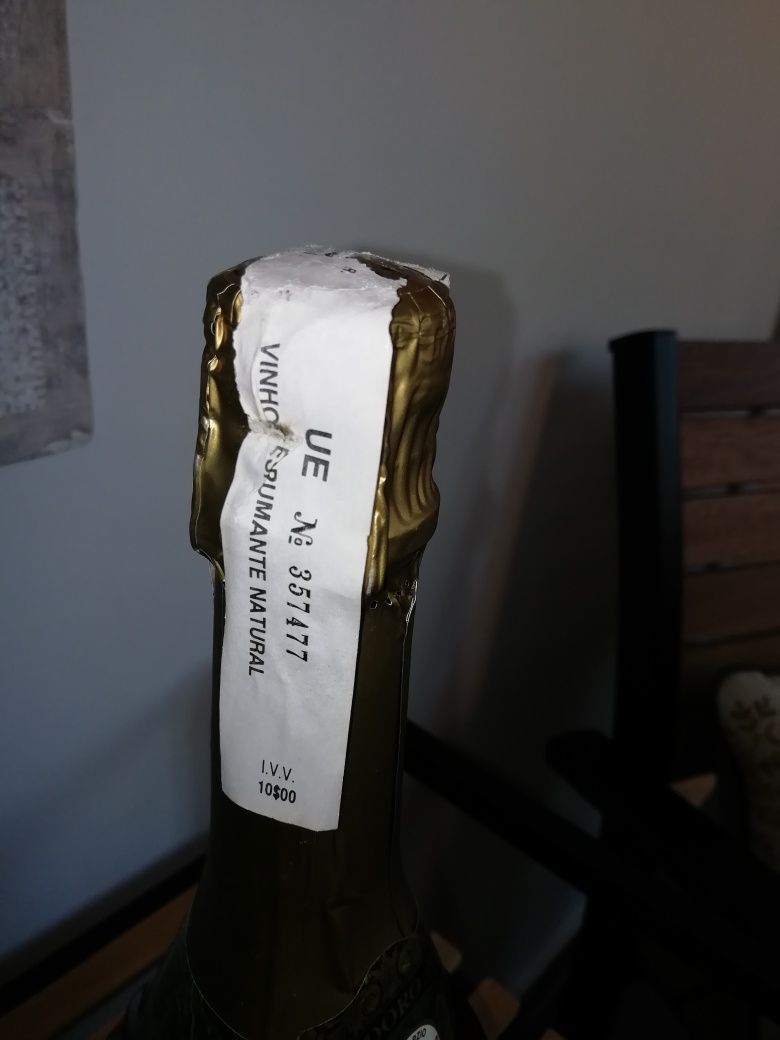 VINHO ESPUMANTE NATURAL
UE № 357477
I.V.V.
10$00